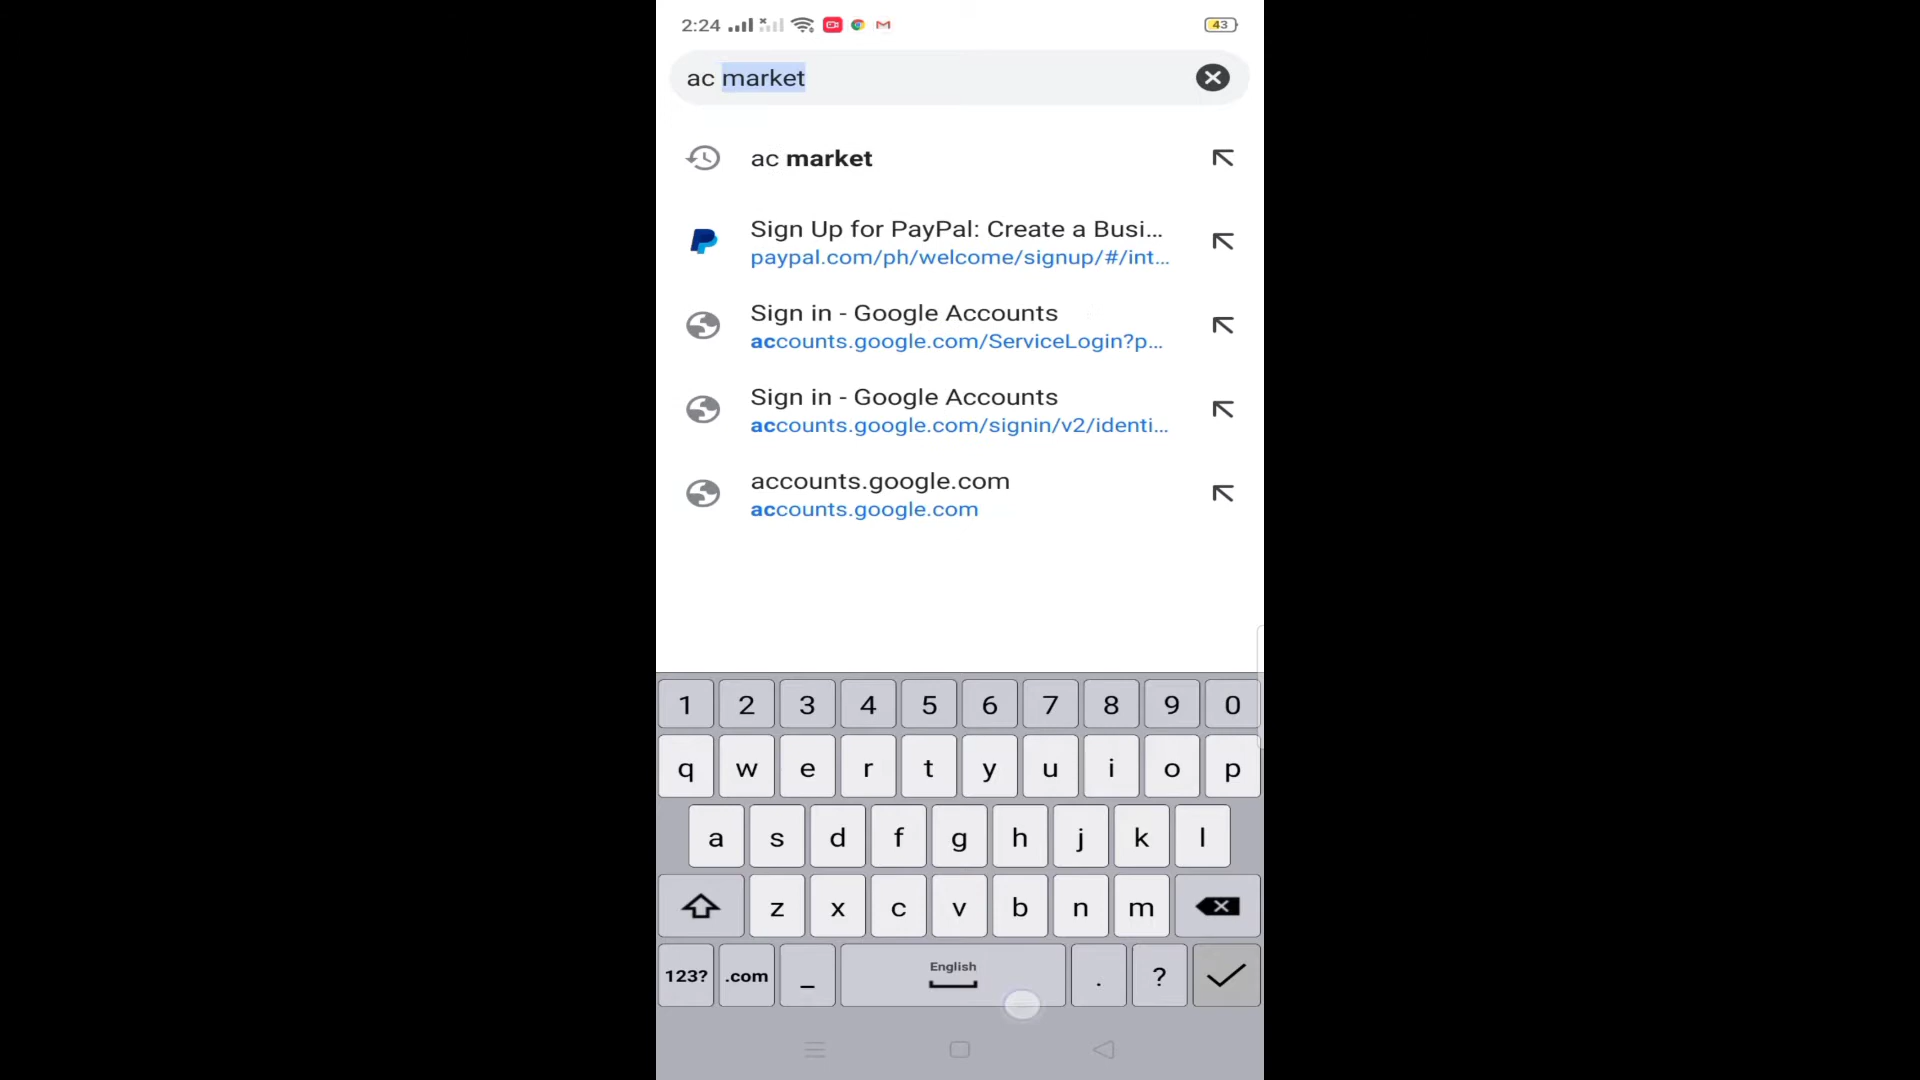 2:24
43
ac market
ac market
Sign Up for PayPal: Create a Busi...
paypal.com/ph/welcome/signup/#/int...
Sign in - Google Accounts
accounts.google.com/ServiceLogin?p...
Sign in - Google Accounts
accounts.google.com/signin/v2/identi...
accounts.google.com
accounts.google.com
1 2 3 4 5 6 7 8 9 0
q w e r t y u i o p
a s d f g h j k l
z x c v b n m
123? .com _ English . ?